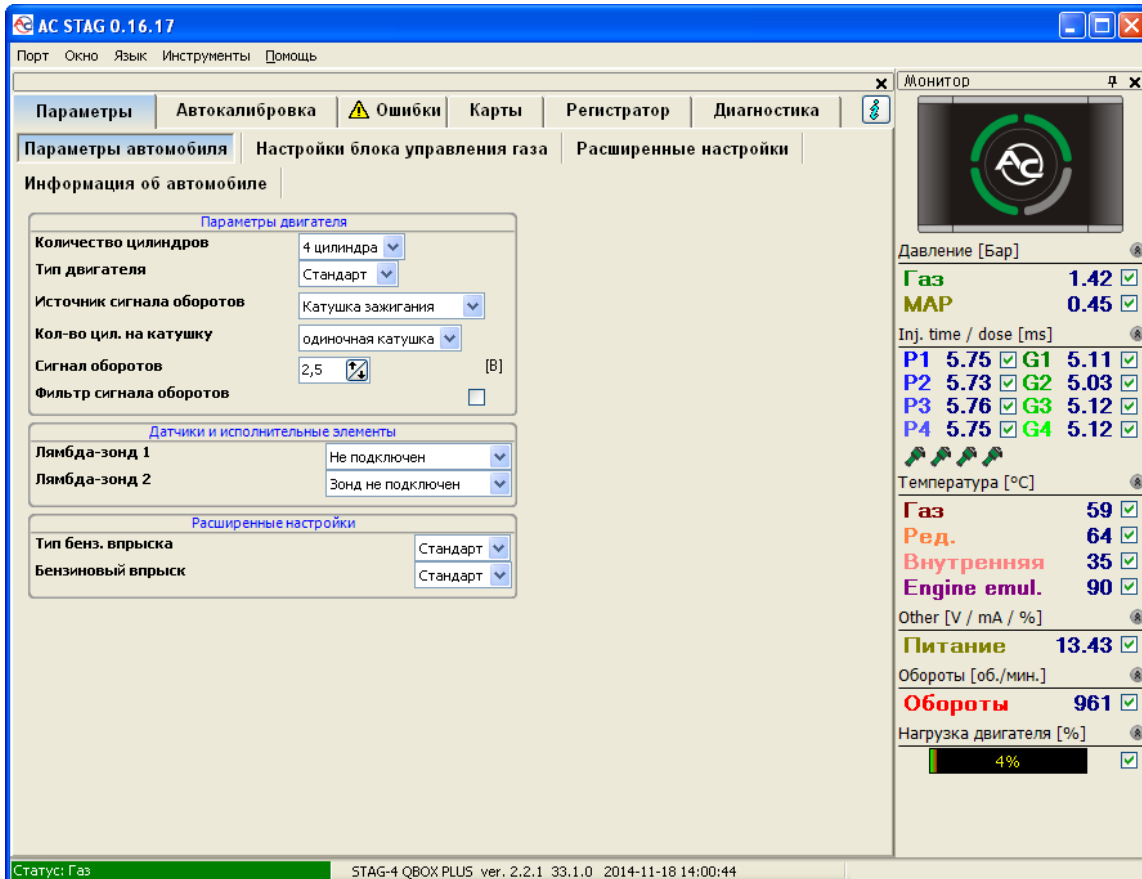 AC STAG 0.16.17
Порт Окно Язык Инструменты Помощь
Параметры Автокалибровка Ошибки Карты Регистратор Диагностика
Параметры автомобиля Настройки блока управления газа Расширенные настройки
Информация об автомобиле
Параметры двигателя
Количество цилиндров 4 цилиндра
Тип двигателя Стандарт
Источник сигнала оборотов Катушка зажигания
Кол-во цил. на катушку одиночная катушка
Сигнал оборотов 2,5 [В]
Фильтр сигнала оборотов
Датчики и исполнительные элементы
Лямбда-зонд 1 Не подключен
Лямбда-зонд 2 Зонд не подключен
Расширенные настройки
Тип бенз. впрыска Стандарт
Бензиновый впрыск Стандарт
Монитор
AC
Давление [Бар]
Газ 1.42
MAP 0.45
Inj. time / dose [ms]
P1 5.75 G1 5.11
P2 5.73 G2 5.03
P3 5.76 G3 5.12
P4 5.75 G4 5.12
Температура [°C]
Газ 59
Ред. 64
Внутренняя 35
Engine emul. 90
Other [V / mA / %]
Питание 13.43
Обороты [об./мин.]
Обороты 961
Нагрузка двигателя [%]
4%
Статус: Газ STAG-4 QBOX PLUS ver. 2.2.1 33.1.0 2014-11-18 14:00:44